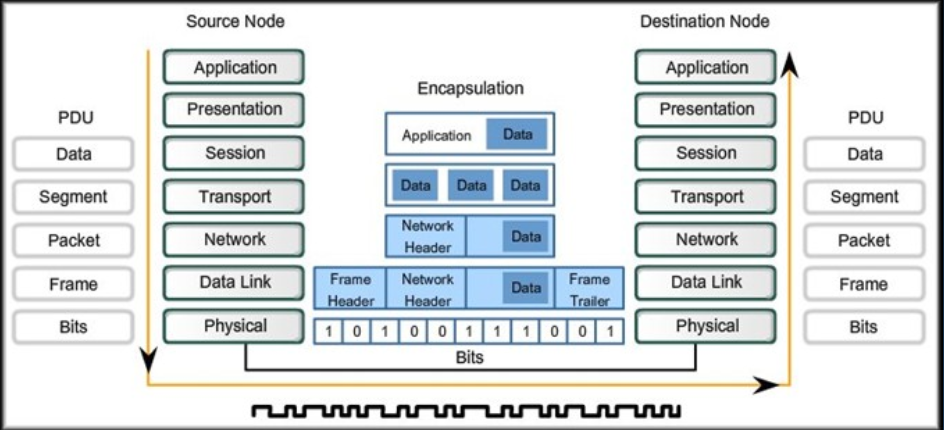 Source Node
Destination Node
PDU
Data
Segment
Packet
Frame
Bits
Application
Presentation
Session
Transport
Network
Data Link
Physical
Encapsulation
Application Data
Data Data Data
Network
Header
Data
Frame
Header
Network
Header
Data
Frame
Trailer
1 0 1 0 0 1 1 1 0 0 1
Bits
Application
Presentation
Session
Transport
Network
Data Link
Physical
PDU
Data
Segment
Packet
Frame
Bits